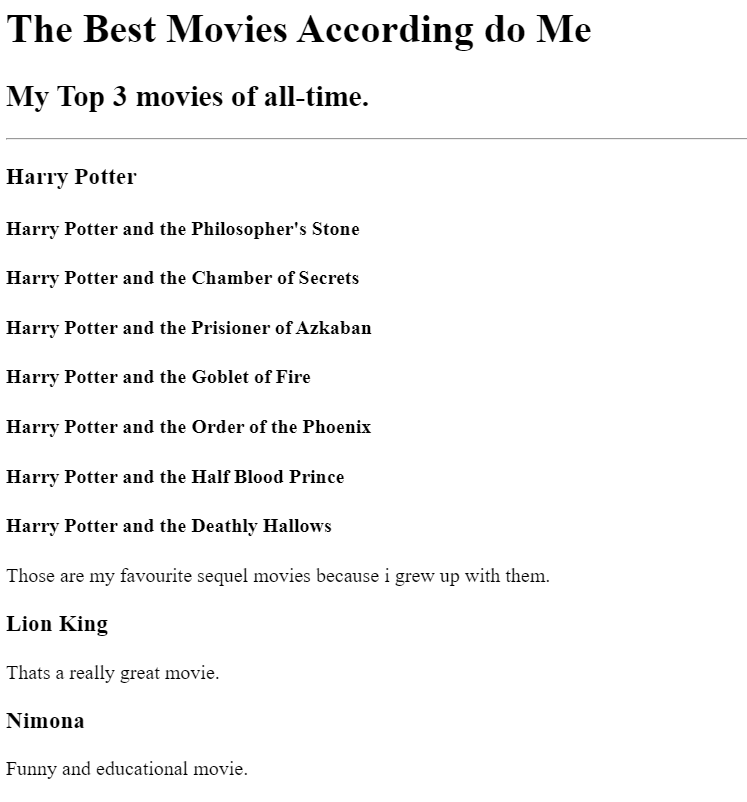 The Best Movies According do Me
My Top 3 movies of all-time.
Harry Potter
Harry Potter and the Philosopher's Stone
Harry Potter and the Chamber of Secrets
Harry Potter and the Prisioner of Azkaban
Harry Potter and the Goblet of Fire
Harry Potter and the Order of the Phoenix
Harry Potter and the Half Blood Prince
Harry Potter and the Deathly Hallows
Those are my favourite sequel movies because i grew up with them.
Lion King
Thats a really great movie.
Nimona
Funny and educational movie.